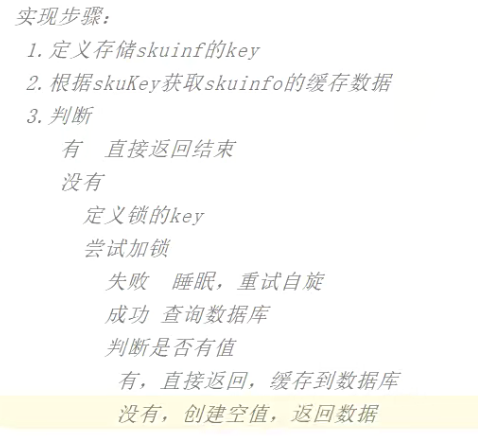 实现步骤：
1.定义存储skuinf的key
2.根据skuKey获取skuinfo的缓存数据
3.判断
有 直接返回结束
没有
定义锁的key
尝试加锁
失败 睡眠，重试自旋
成功 查询数据库
判断是否有值
有，直接返回，缓存到数据库
没有，创建空值，返回数据